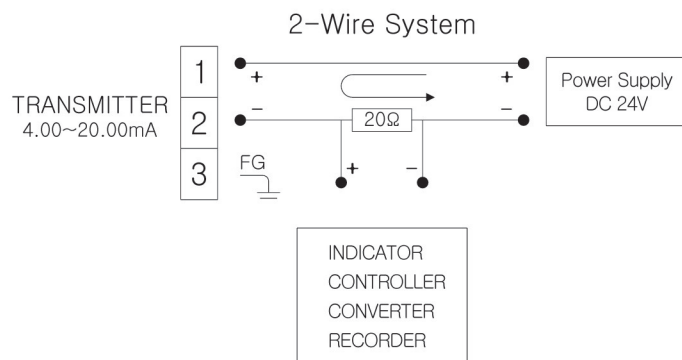 2-Wire System
1
+
+
Power Supply
DC 24V
TRANSMITTER
4.00~20.00mA
2
−
20Ω
−
3
FG
+
−
INDICATOR
CONTROLLER
CONVERTER
RECORDER